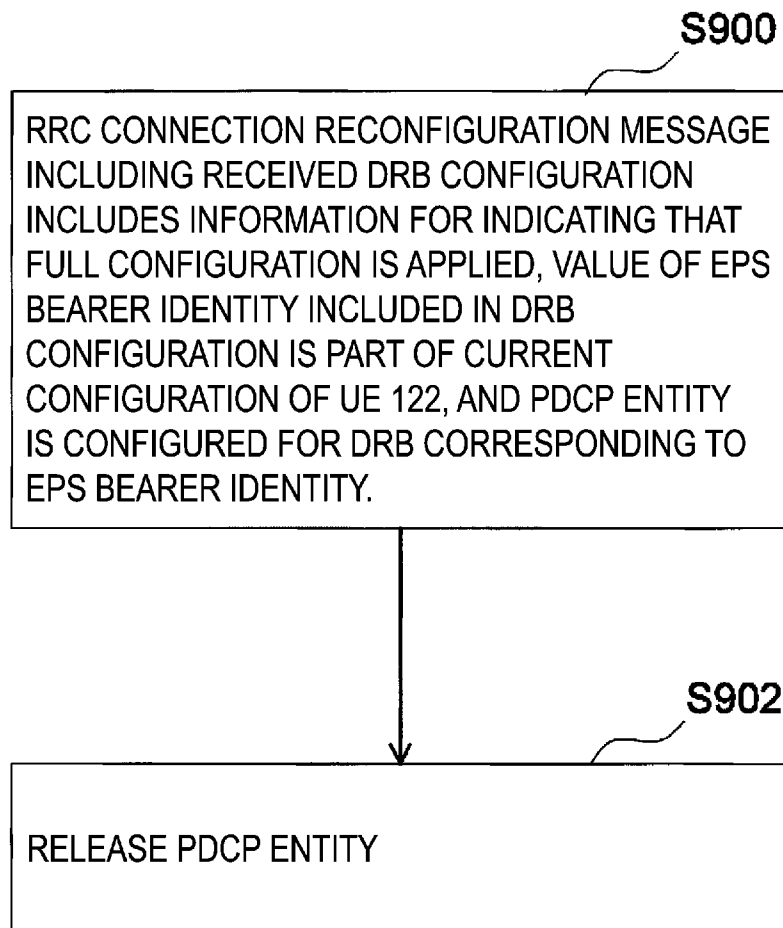 S900
RRC CONNECTION RECONFIGURATION MESSAGE
INCLUDING RECEIVED DRB CONFIGURATION
INCLUDES INFORMATION FOR INDICATING THAT
FULL CONFIGURATION IS APPLIED, VALUE OF EPS
BEARER IDENTITY INCLUDED IN DRB
CONFIGURATION IS PART OF CURRENT
CONFIGURATION OF UE 122, AND PDCP ENTITY
IS CONFIGURED FOR DRB CORRESPONDING TO
EPS BEARER IDENTITY.
S902
RELEASE PDCP ENTITY